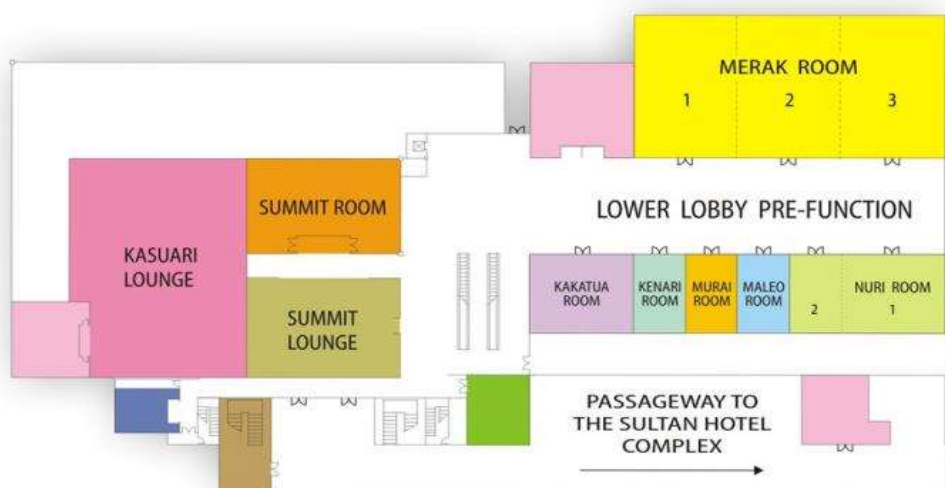 MERAK ROOM
1 2 3
SUMMIT ROOM
LOWER LOBBY PRE-FUNCTION
KASUARI
LOUNGE
KAKATUA
ROOM
KENARI
ROOM
MURAI
ROOM
MALEO
ROOM
NURI ROOM
2 1
SUMMIT
LOUNGE
PASSAGEWAY TO
THE SULTAN HOTEL
COMPLEX